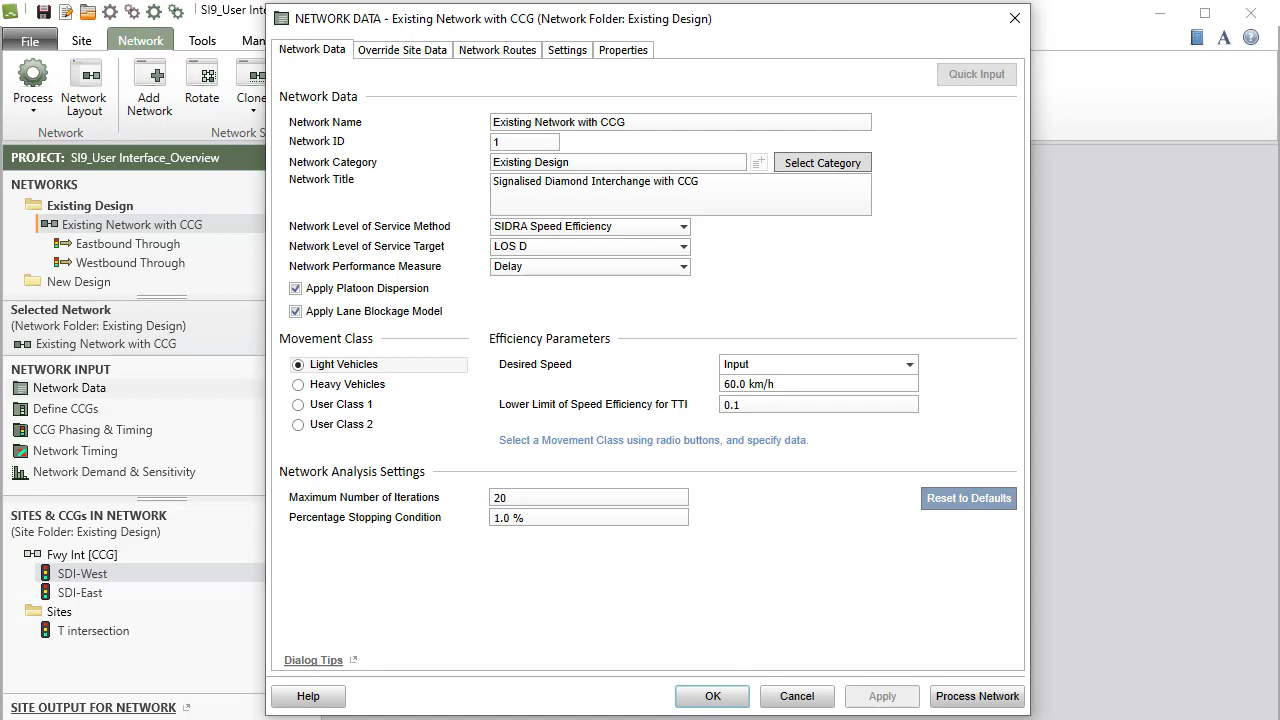 SI9_User Inte
NETWORK DATA - Existing Network with CCG (Network Folder: Existing Design)
File
Site
Network
Tools
Man
Network Data
Override Site Data
Network Routes
Settings
Properties
Quick Input
Process
Network Layout
Add Network
Rotate
Clone
Network
Network S
PROJECT: SI9_User Interface_Overview
NETWORKS
Existing Design
Existing Network with CCG
Eastbound Through
Westbound Through
New Design
Selected Network
(Network Folder: Existing Design)
Existing Network with CCG
NETWORK INPUT
Network Data
Define CCGs
CCG Phasing & Timing
Network Timing
Network Demand & Sensitivity
SITES & CCGs IN NETWORK
(Site Folder: Existing Design)
Fwy Int [CCG]
SDI-West
SDI-East
Sites
T intersection
SITE OUTPUT FOR NETWORK
Network Data
Network Name
Existing Network with CCG
Network ID
1
Network Category
Existing Design
Select Category
Network Title
Signalised Diamond Interchange with CCG
Network Level of Service Method
SIDRA Speed Efficiency
Network Level of Service Target
LOS D
Network Performance Measure
Delay
Apply Platoon Dispersion
Apply Lane Blockage Model
Movement Class
Light Vehicles
Heavy Vehicles
User Class 1
User Class 2
Efficiency Parameters
Desired Speed
Input
60.0 km/h
Lower Limit of Speed Efficiency for TTI
0.1
Select a Movement Class using radio buttons, and specify data.
Network Analysis Settings
Maximum Number of Iterations
20
Reset to Defaults
Percentage Stopping Condition
1.0 %
Dialog Tips
Help
OK
Cancel
Apply
Process Network